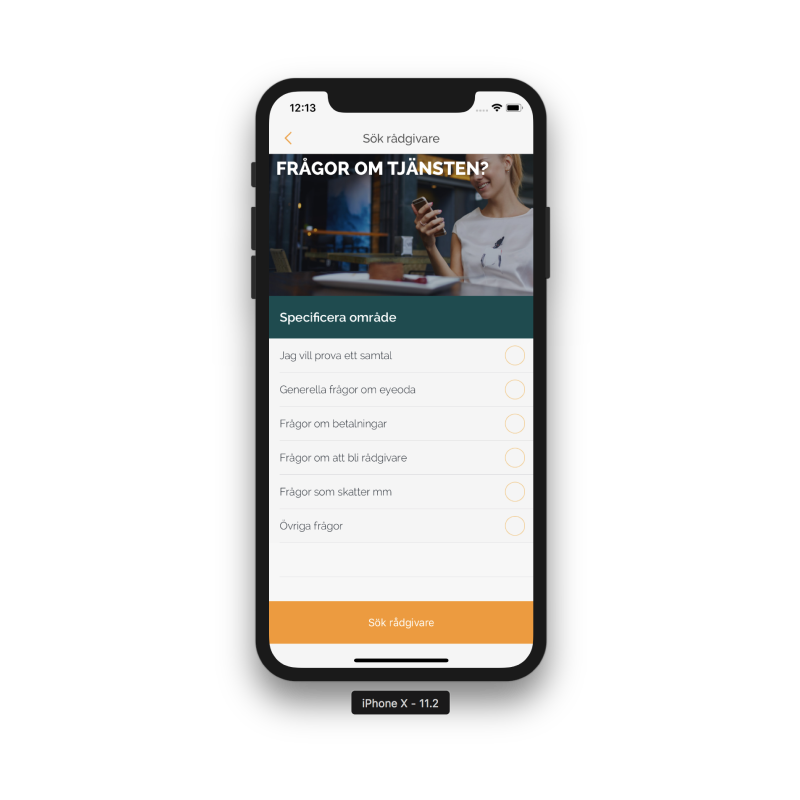 12:13
Sök rådgivare
FRÅGOR OM TJÄNSTEN?
Specificera område
Jag vill prova ett samtal
Generella frågor om eyeoda
Frågor om betalningar
Frågor om att bli rådgivare
Frågor som skatter mm
Övriga frågor
Sök rådgivare
iPhone X - 11.2